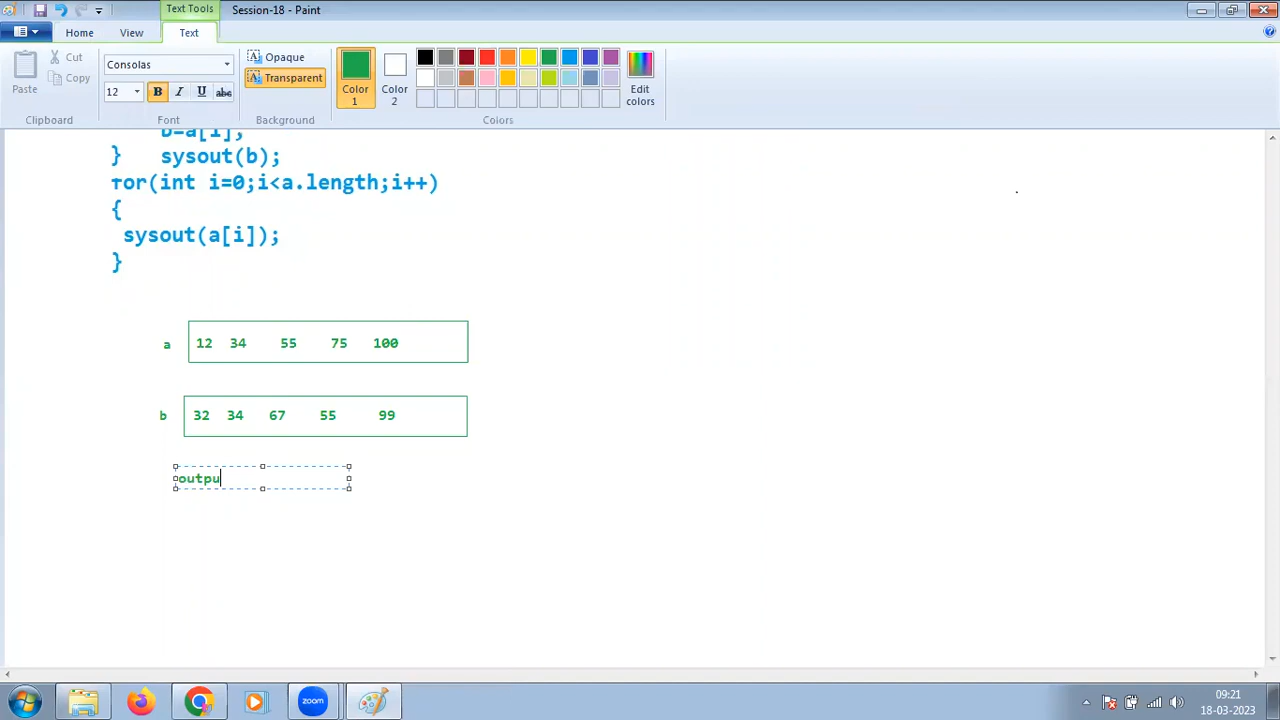 Text Tools
Session-18 - Paint
Home
View
Text
Paste
Cut
Copy
Clipboard
Consolas
12
B
I
U
abc
Font
Opaque
Transparent
Background
Color 1
Color 2
Edit colors
Colors
b=a[i];
} sysout(b);
for(int i=0;i<a.length;i++)
{
sysout(a[i]);
}
a 12 34 55 75 100
b 32 34 67 55 99
outpu
zoom
09:21
18-03-2023